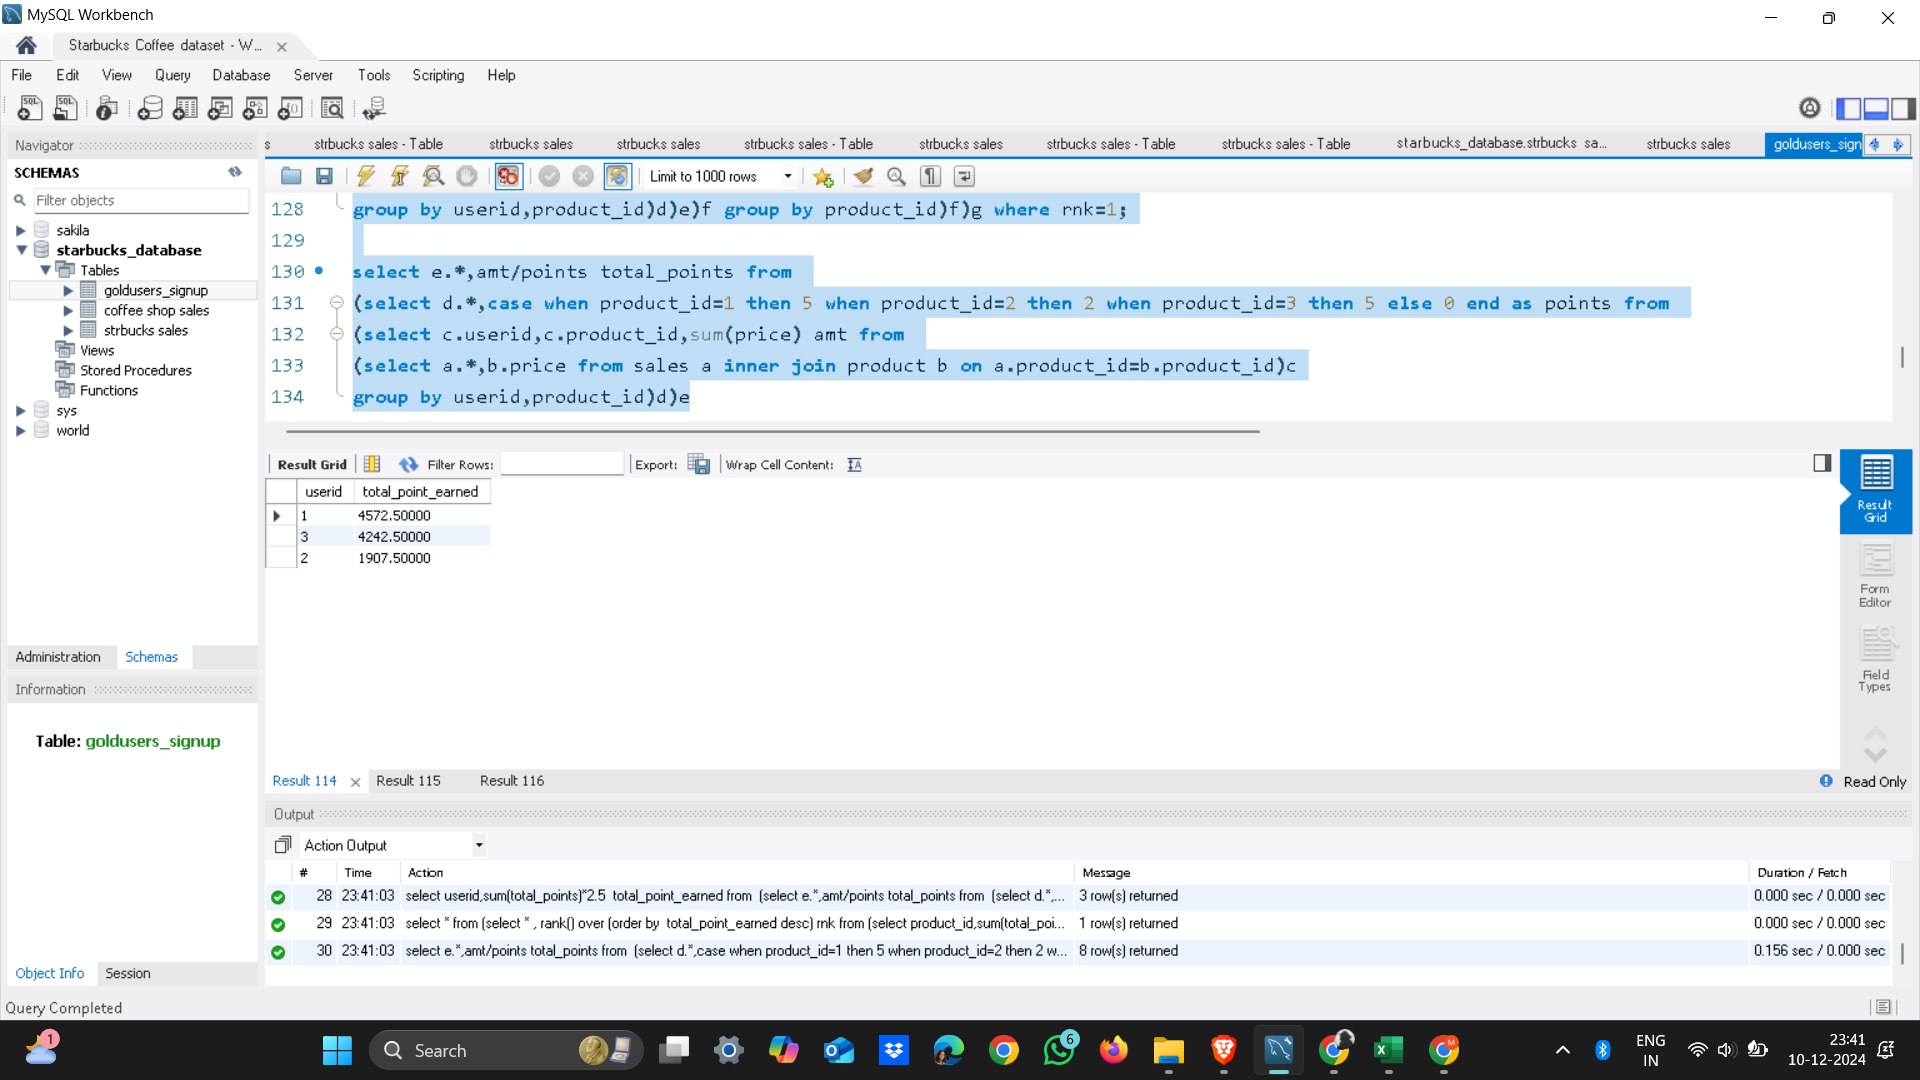 MySQL Workbench
Starbucks Coffee dataset - W...
File Edit View Query Database Server Tools Scripting Help
Navigator
s strbucks sales - Table strbucks sales strbucks sales strbucks sales - Table strbucks sales strbucks sales - Table strbucks sales - Table starbucks_database.strbucks sa... strbucks sales goldusers_sign
SCHEMAS
Limit to 1000 rows
Filter objects
sakila
starbucks_database
Tables
goldusers_signup
coffee shop sales
strbucks sales
Views
Stored Procedures
Functions
sys
world
128 group by userid,product_id)d)e)f group by product_id)f)g where rnk=1;
129
130 select e.*,amt/points total_points from
131 (select d.*,case when product_id=1 then 5 when product_id=2 then 2 when product_id=3 then 5 else 0 end as points from
132 (select c.userid,c.product_id,sum(price) amt from
133 (select a.*,b.price from sales a inner join product b on a.product_id=b.product_id)c
134 group by userid,product_id)d)e
Result Grid Filter Rows: Export: Wrap Cell Content:
userid total_point_earned
1 4572.50000
3 4242.50000
2 1907.50000
Result Grid
Form Editor
Field Types
Administration Schemas
Information
Table: goldusers_signup
Result 114 Result 115 Result 116
Read Only
Output
Action Output
# Time Action Message Duration / Fetch
28 23:41:03 select userid,sum(total_points)*2.5 total_point_earned from (select e.*,amt/points total_points from (select d.*,... 3 row(s) returned 0.000 sec / 0.000 sec
29 23:41:03 select * from (select * , rank() over (order by total_point_earned desc) rnk from (select product_id,sum(total_poi... 1 row(s) returned 0.000 sec / 0.000 sec
30 23:41:03 select e.*,amt/points total_points from (select d.*,case when product_id=1 then 5 when product_id=2 then 2 w... 8 row(s) returned 0.156 sec / 0.000 sec
Object Info Session
Query Completed
1
Search
6
ENG
IN
23:41
10-12-2024